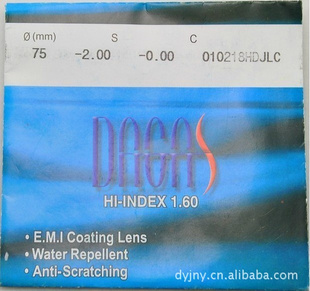 Ø(mm) S C
75 -2.00 -0.00 010218HDJLC
DAGAS
HI-INDEX 1.60
• E.M.I Coating Lens
• Water Repellent
• Anti-Scratching
dyjny.cn.alibaba.com